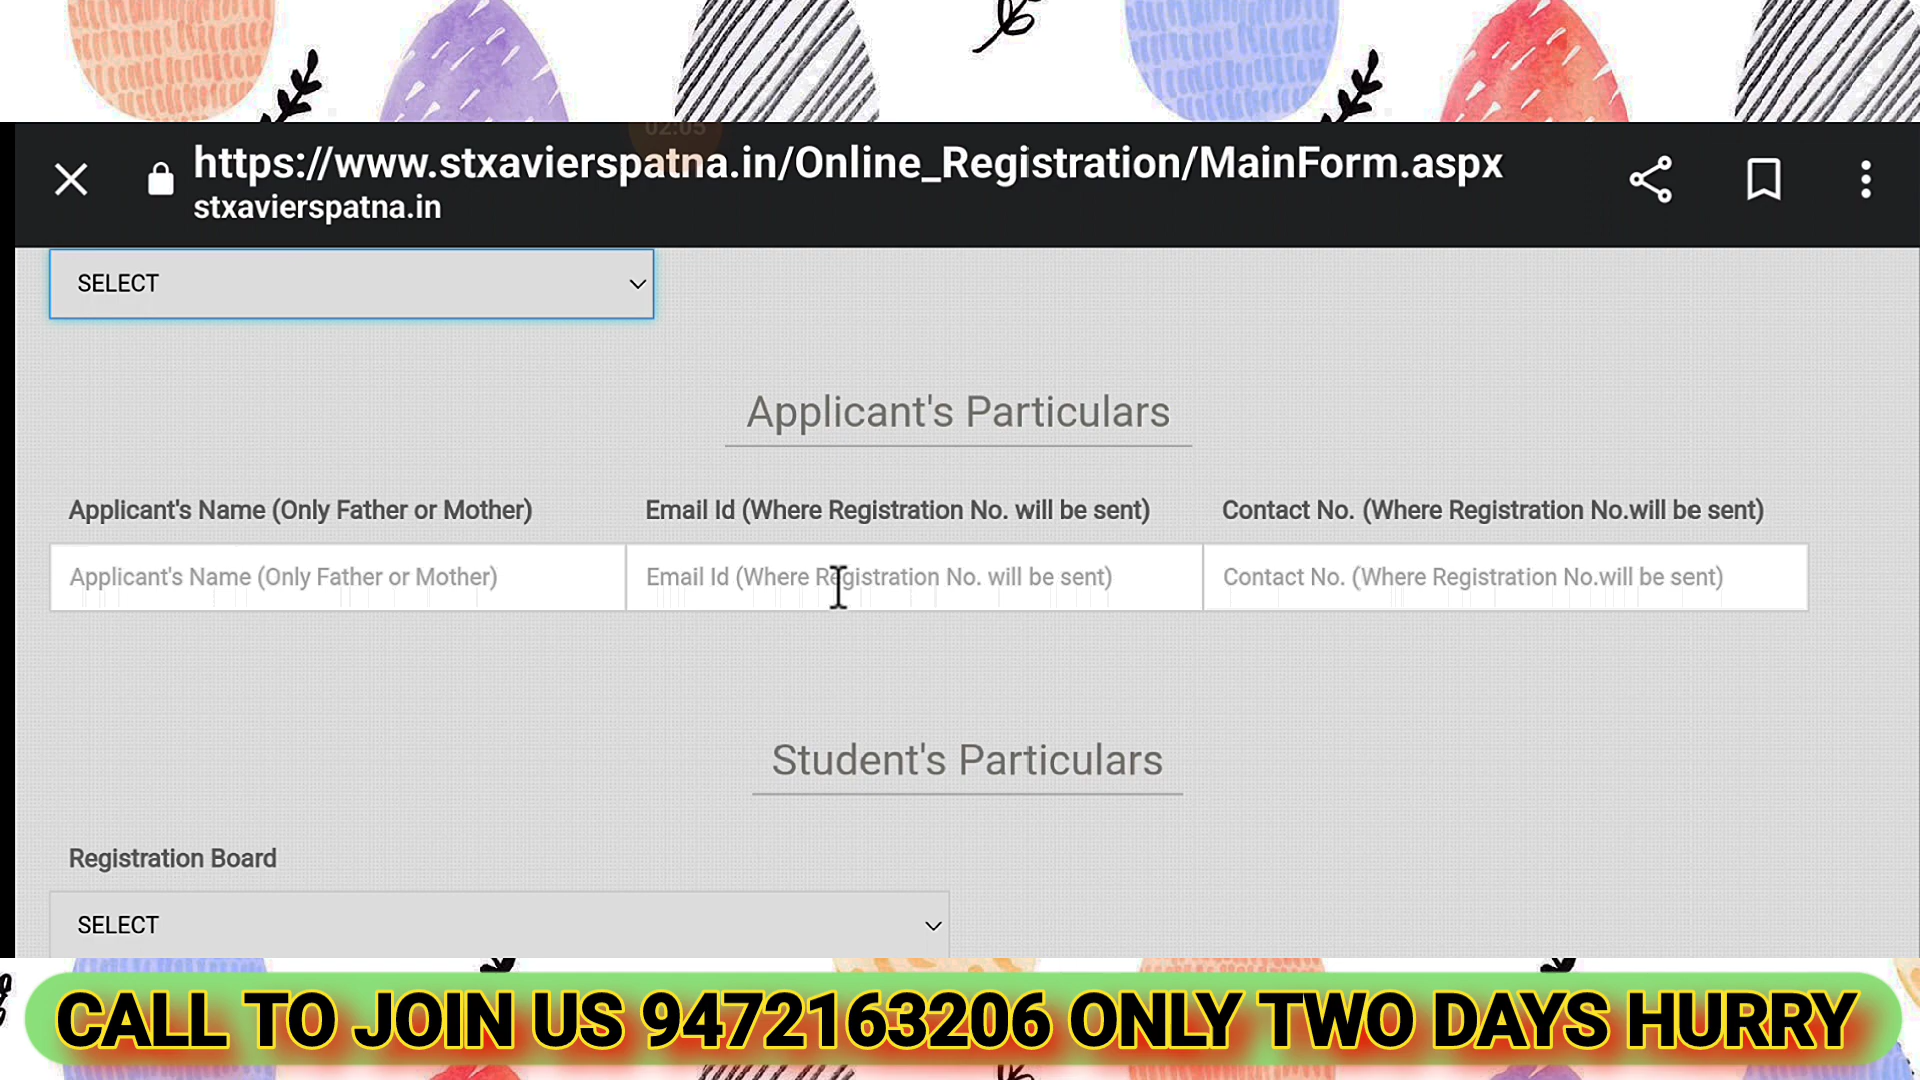 02:05
https://www.stxavierspatna.in/Online_Registration/MainForm.aspx
stxavierspatna.in
SELECT
Applicant's Particulars
Applicant's Name (Only Father or Mother) Email Id (Where Registration No. will be sent) Contact No. (Where Registration No.will be sent)
Applicant's Name (Only Father or Mother) Email Id (Where Registration No. will be sent) Contact No. (Where Registration No.will be sent)
Student's Particulars
Registration Board
SELECT
CALL TO JOIN US 9472163206 ONLY TWO DAYS HURRY